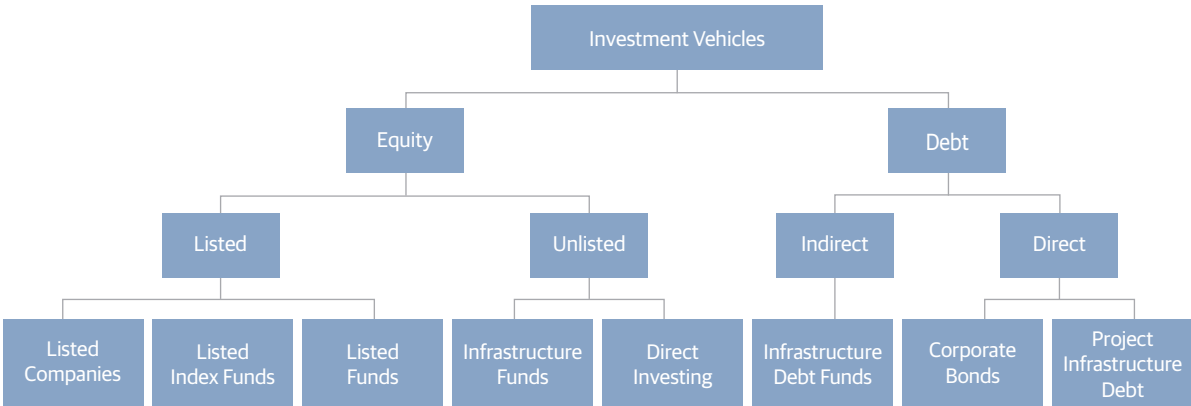 Investment Vehicles
Equity
Debt
Listed
Unlisted
Indirect
Direct
Listed
Companies
Listed
Index Funds
Listed
Funds
Infrastructure
Funds
Direct
Investing
Infrastructure
Debt Funds
Corporate
Bonds
Project
Infrastructure
Debt